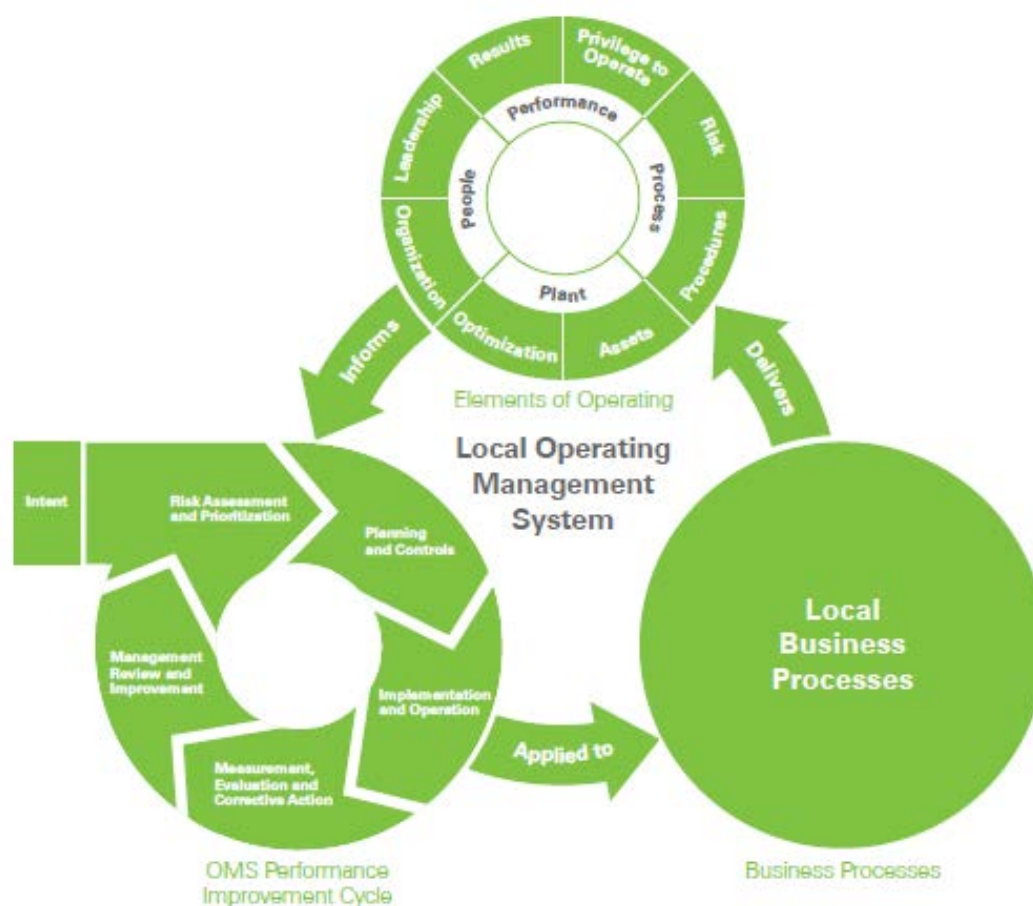 Results
Privilege to
Operate
Leadership
Risk
Performance
People
Process
Organization
Procedures
Plant
Optimization
Assets
Informs
Delivers
Elements of Operating
Local Operating
Management
System
Intent
Risk Assessment
and Prioritization
Planning
and Controls
Local
Business
Processes
Management
Review and
Improvement
Implementation
and Operation
Applied to
Measurement,
Evaluation and
Corrective Action
OMS Performance
Improvement Cycle
Business Processes